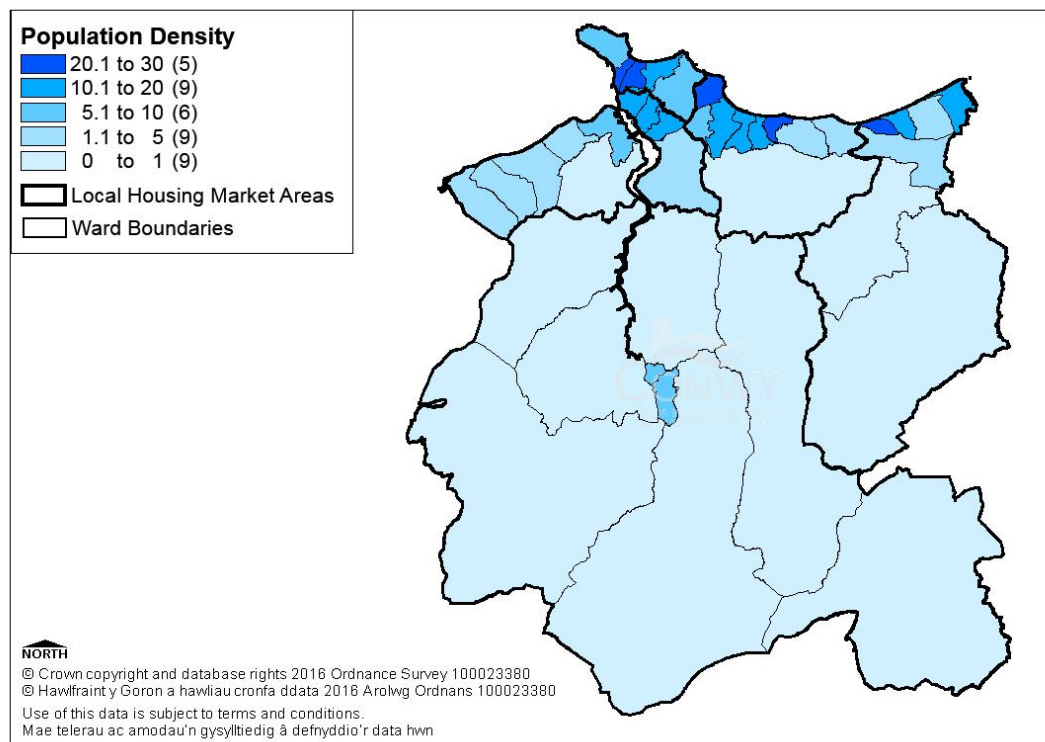 Population Density
20.1 to 30 (5)
10.1 to 20 (9)
5.1 to 10 (6)
1.1 to 5 (9)
0 to 1 (9)
Local Housing Market Areas
Ward Boundaries
CONWY
NORTH
© Crown copyright and database rights 2016 Ordnance Survey 100023380
© Hawlfraint y Goron a hawliau cronfa ddata 2016 Arolwg Ordnans 100023380
Use of this data is subject to terms and conditions.
Mae telerau ac amodau'n gysylltiedig â defnyddio'r data hwn